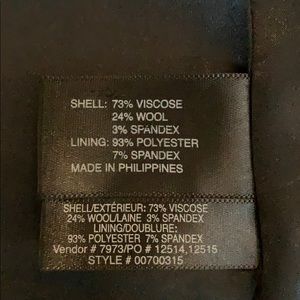 SHELL: 73% VISCOSE
24% WOOL
3% SPANDEX
LINING: 93% POLYESTER
7% SPANDEX
MADE IN PHILIPPINES
SHELL/EXTÉRIEUR: 73% VISCOSE
24% WOOL/LAINE 3% SPANDEX
LINING/DOUBLURE:
93% POLYESTER 7% SPANDEX
Vendor # 7973/PO # 12514,12515
STYLE # 00700315